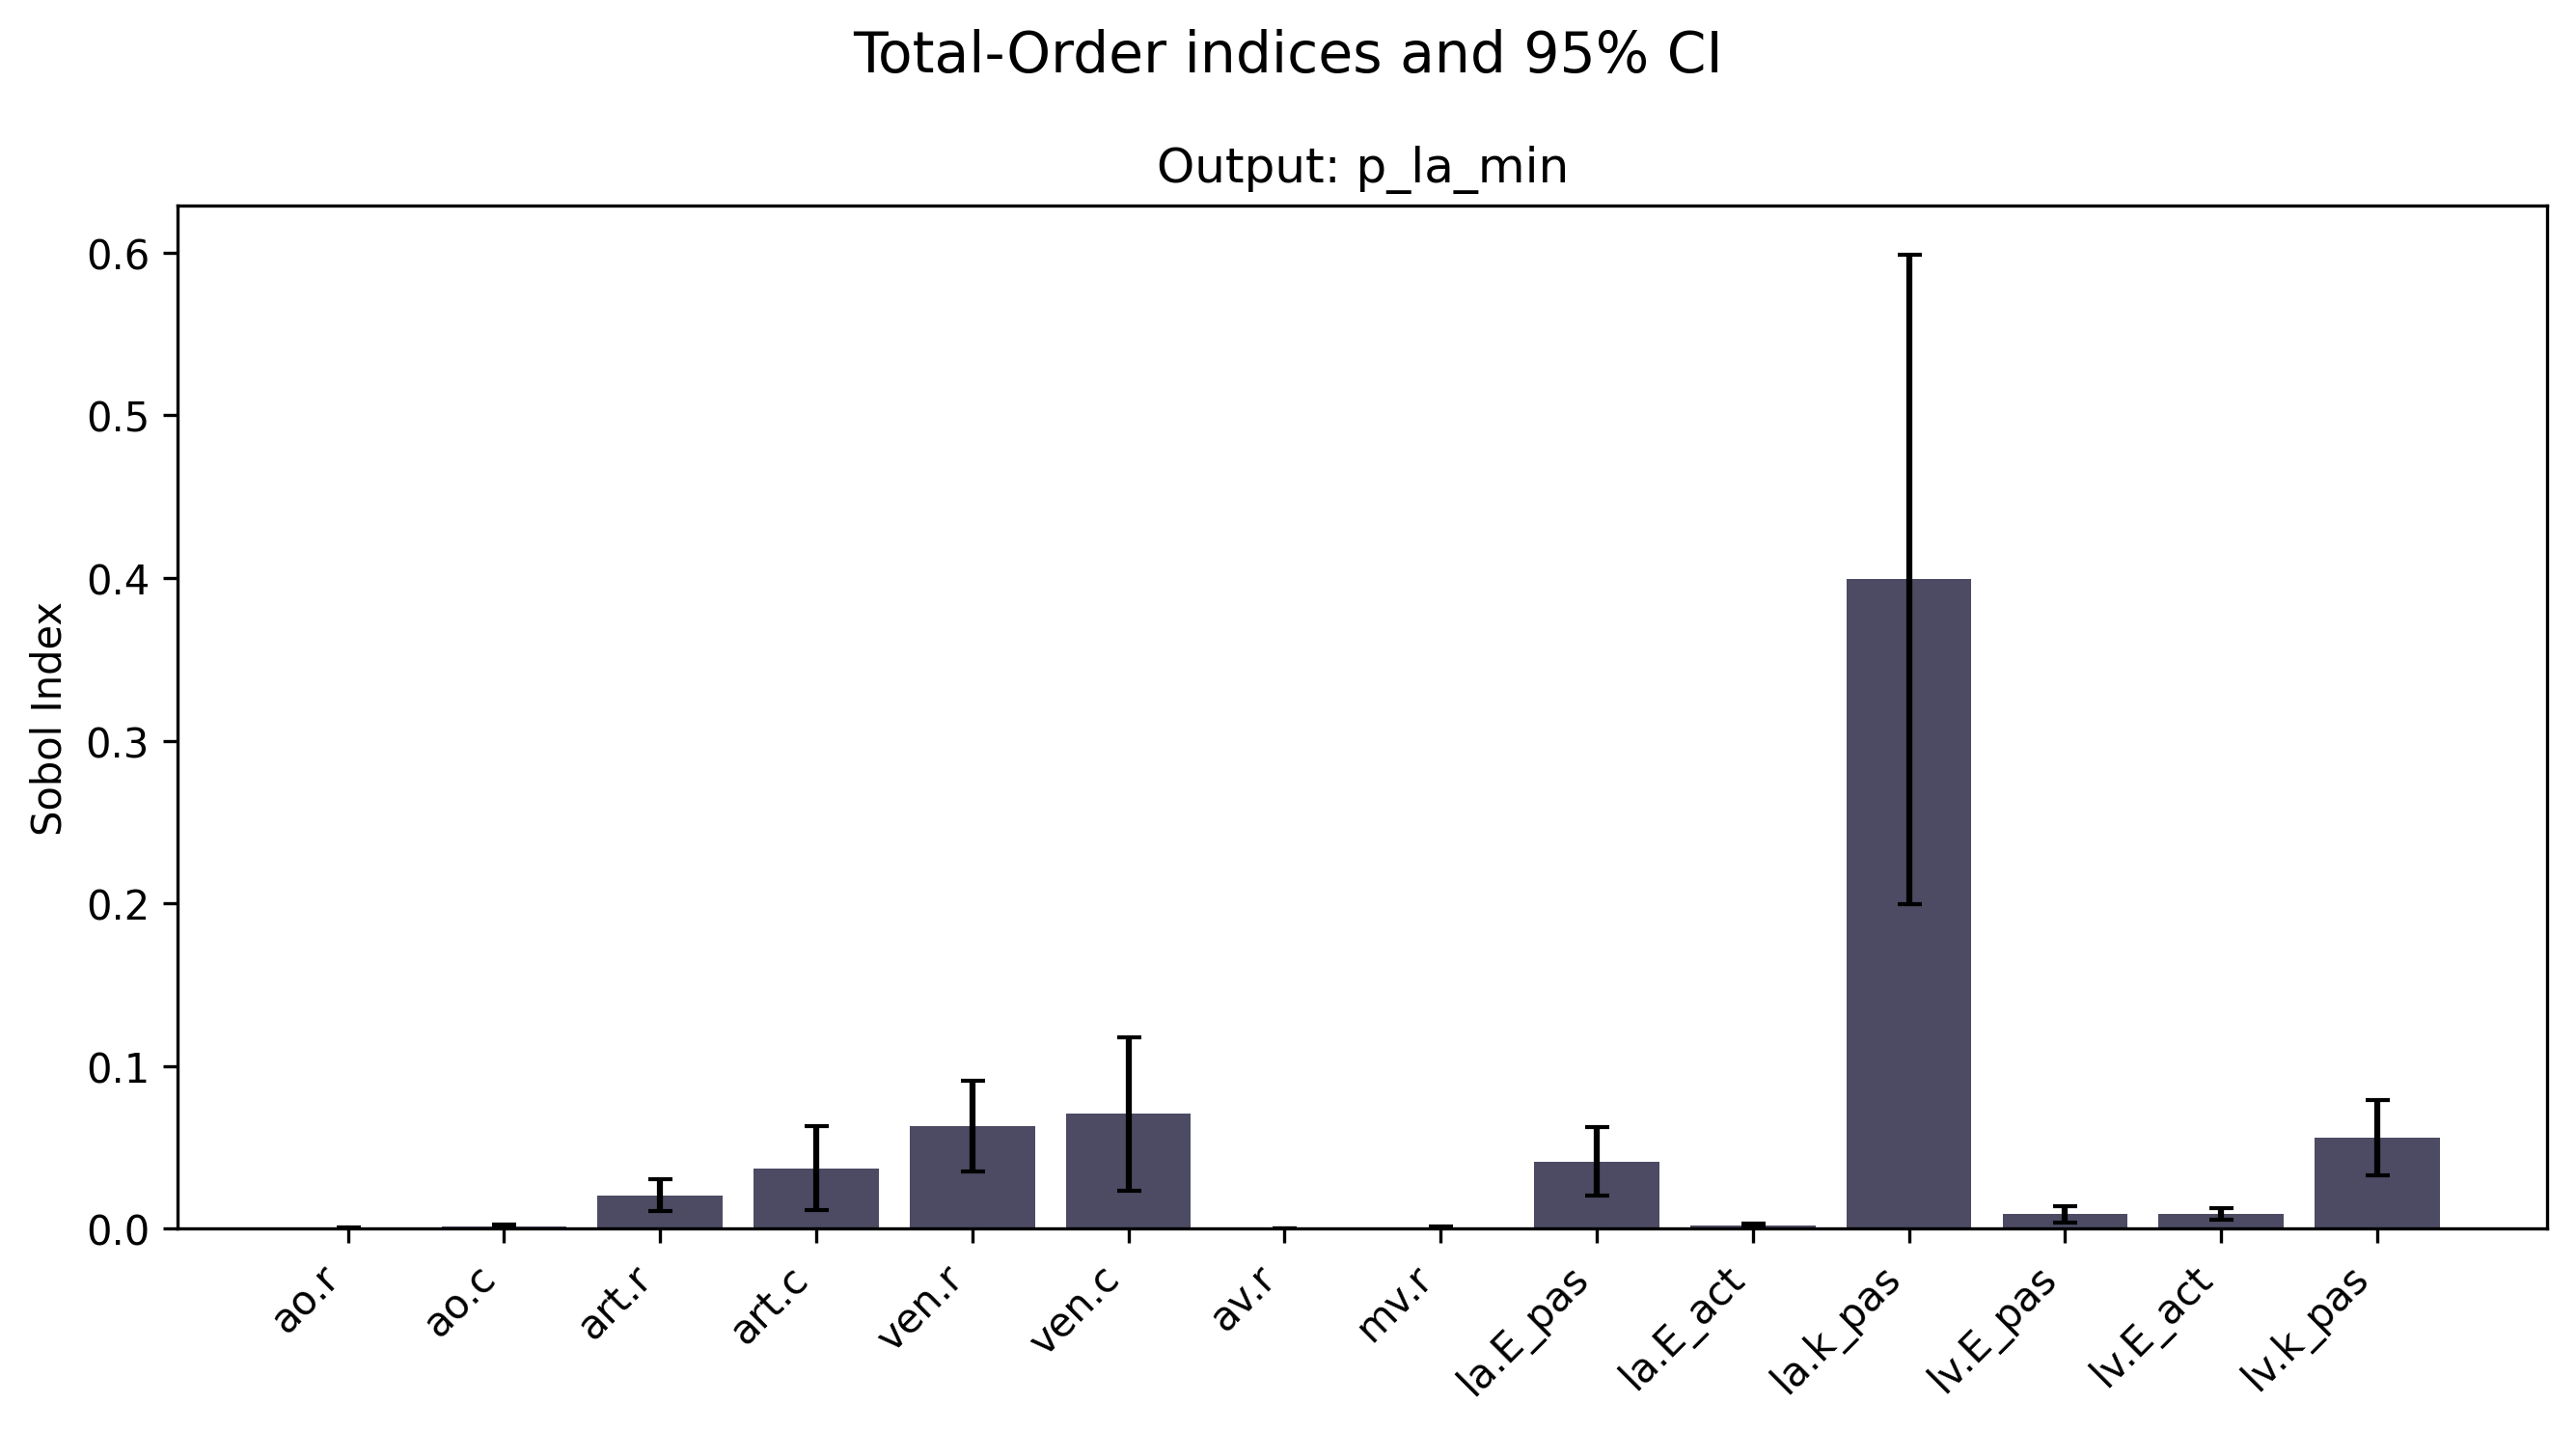 Total-Order indices and 95% CI
Output: p_la_min
Sobol Index
0.6
0.5
0.4
0.3
0.2
0.1
0.0
ao.r
ao.c
art.r
art.c
ven.r
ven.c
av.r
mv.r
la.E_pas
la.E_act
la.k_pas
lv.E_pas
lv.E_act
lv.k_pas